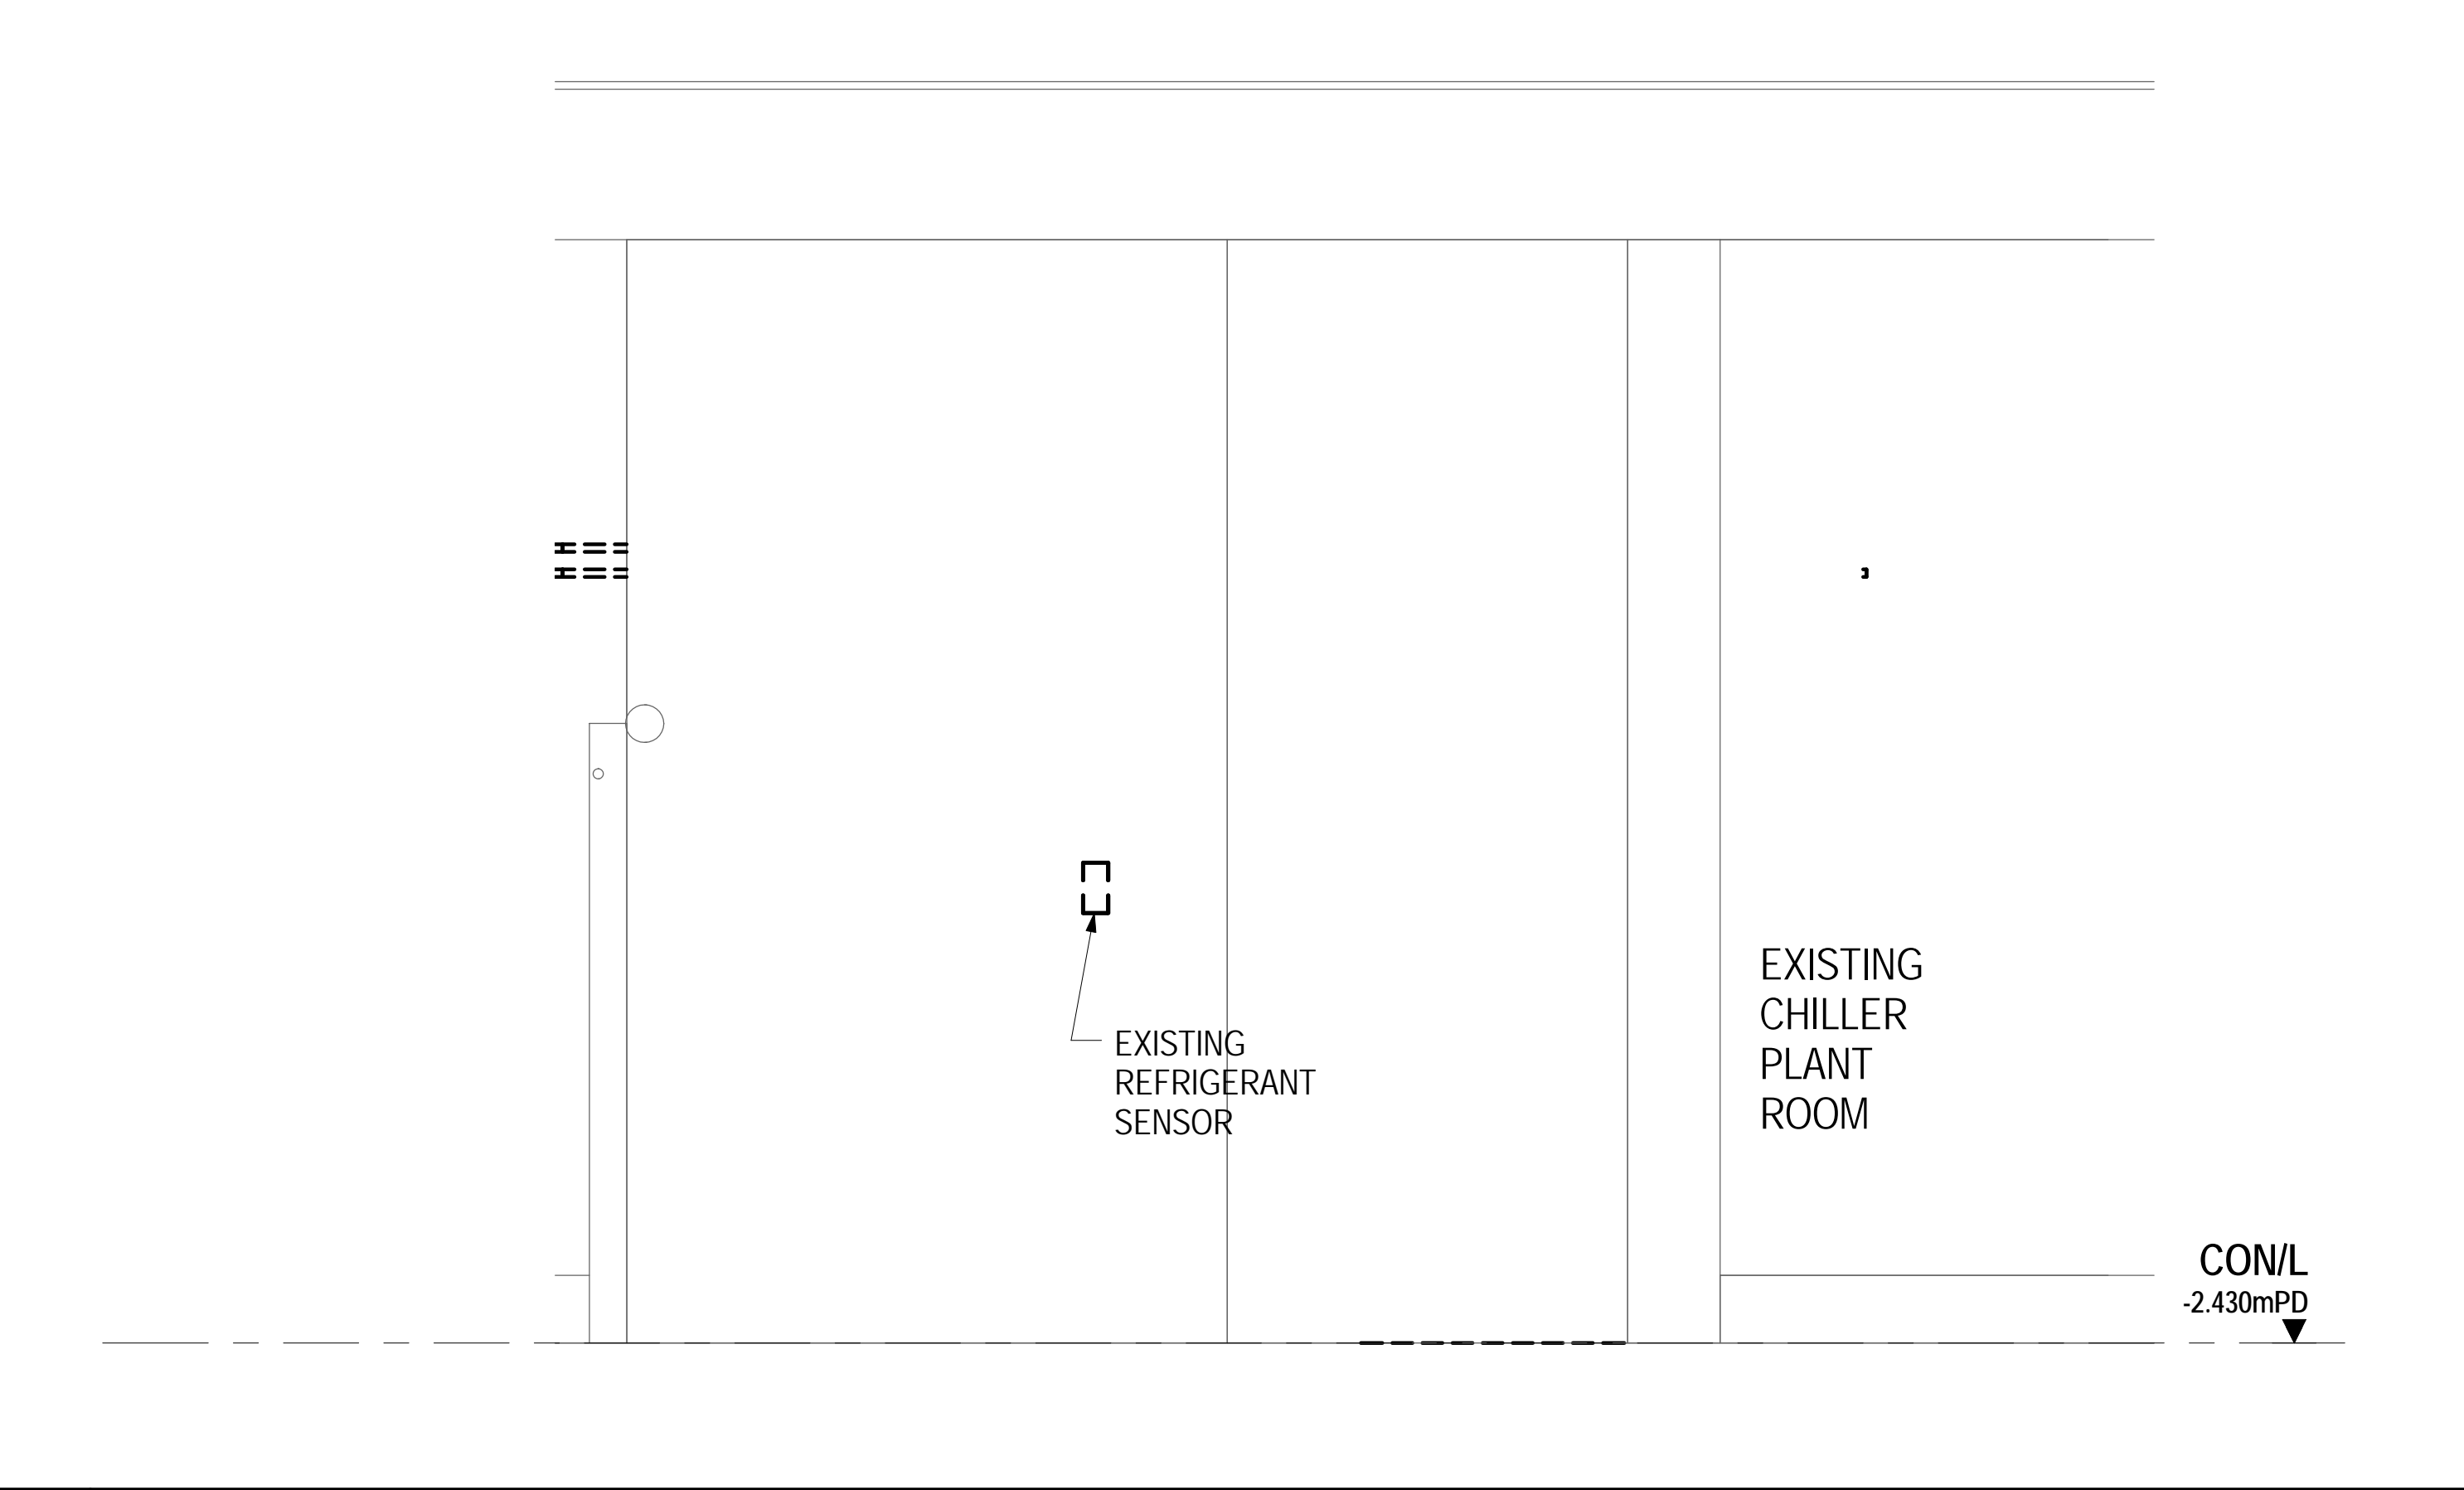 EXISTING
REFRIGERANT
SENSOR
EXISTING
CHILLER
PLANT
ROOM
CON/L
-2.430mPD